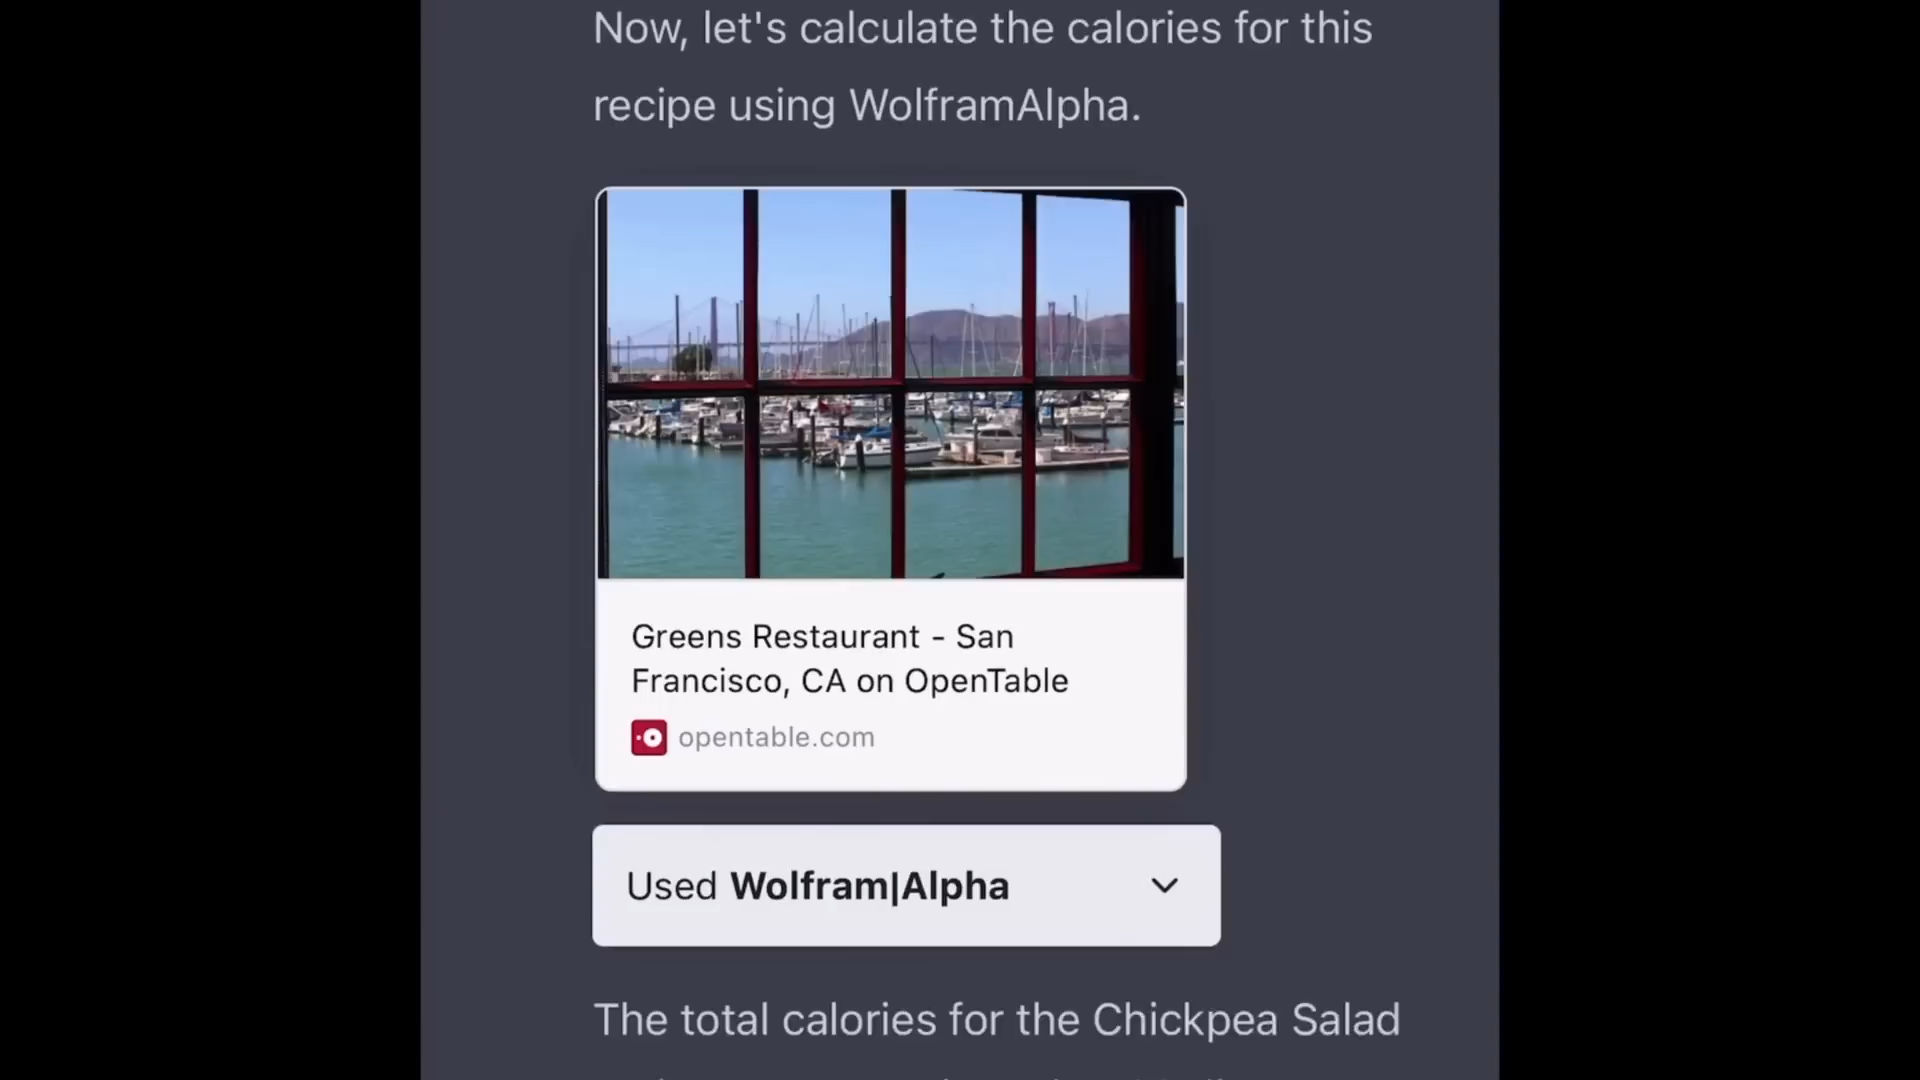 Now, let's calculate the calories for this
recipe using WolframAlpha.
Greens Restaurant - San
Francisco, CA on OpenTable
opentable.com
Used Wolfram|Alpha
The total calories for the Chickpea Salad